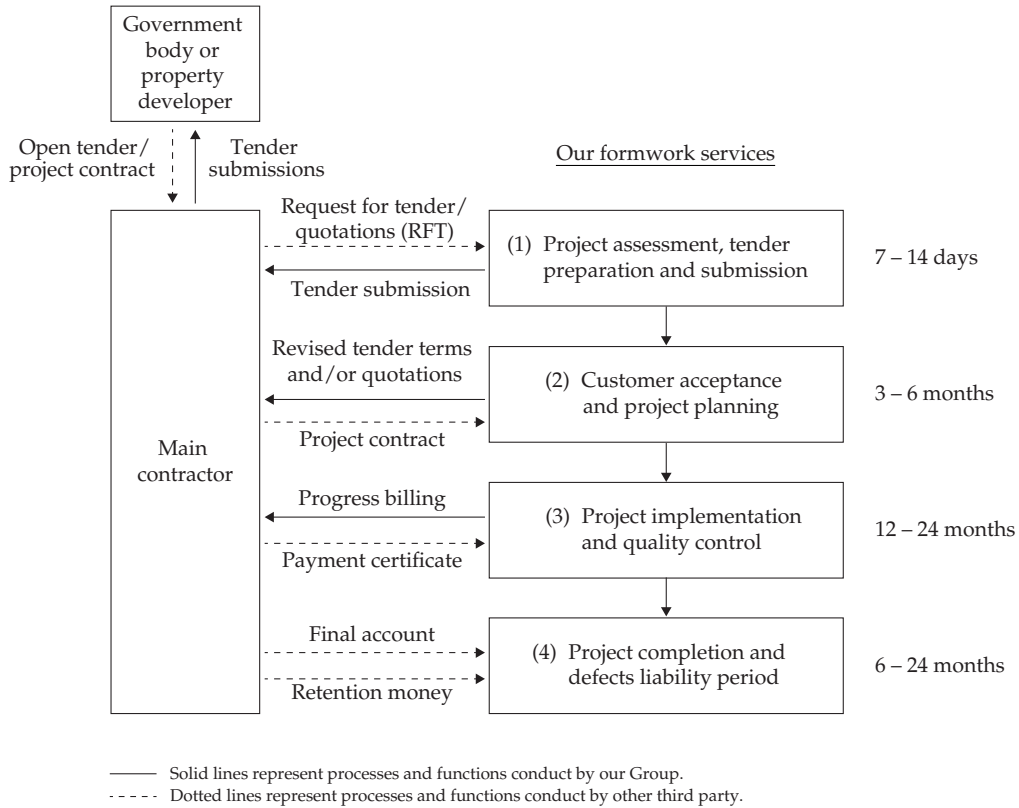 Government
body or
property
developer
Open tender/
project contract
Tender
submissions
Our formwork services
Main
contractor
Request for tender/
quotations (RFT)
Tender submission
(1) Project assessment, tender
preparation and submission
7 – 14 days
Revised tender terms
and/or quotations
Project contract
(2) Customer acceptance
and project planning
3 – 6 months
Progress billing
Payment certificate
(3) Project implementation
and quality control
12 – 24 months
Final account
Retention money
(4) Project completion and
defects liability period
6 – 24 months
Solid lines represent processes and functions conduct by our Group.
Dotted lines represent processes and functions conduct by other third party.